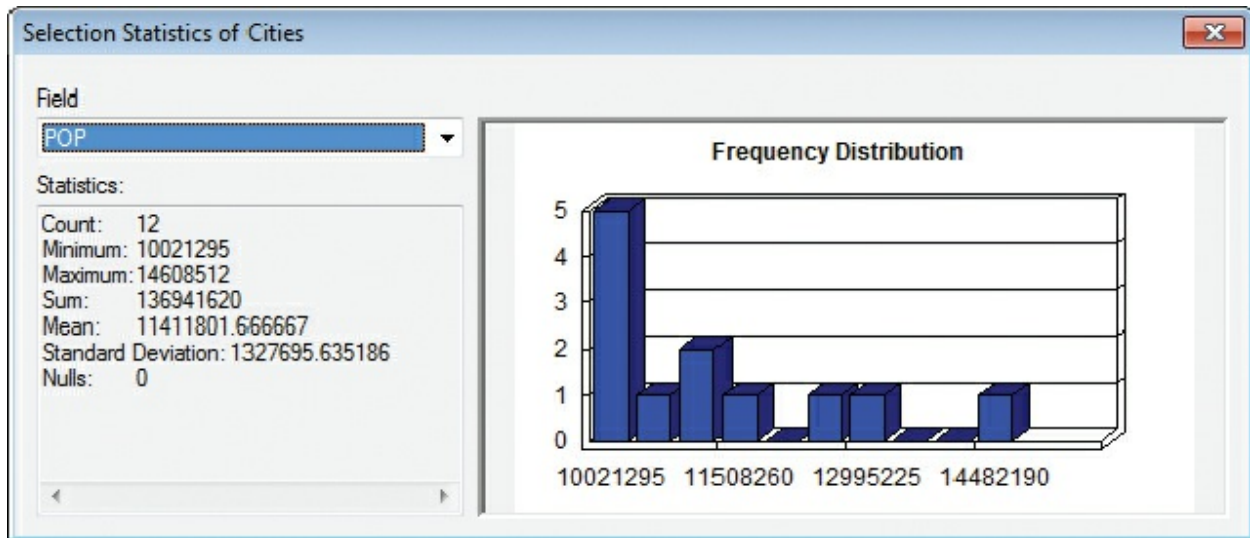 Selection Statistics of Cities
Field
POP
Statistics:
Count: 12
Minimum: 10021295
Maximum: 14608512
Sum: 136941620
Mean: 11411801.666667
Standard Deviation: 1327695.635186
Nulls: 0
Frequency Distribution
5
4
3
2
1
0
10021295 11508260 12995225 14482190